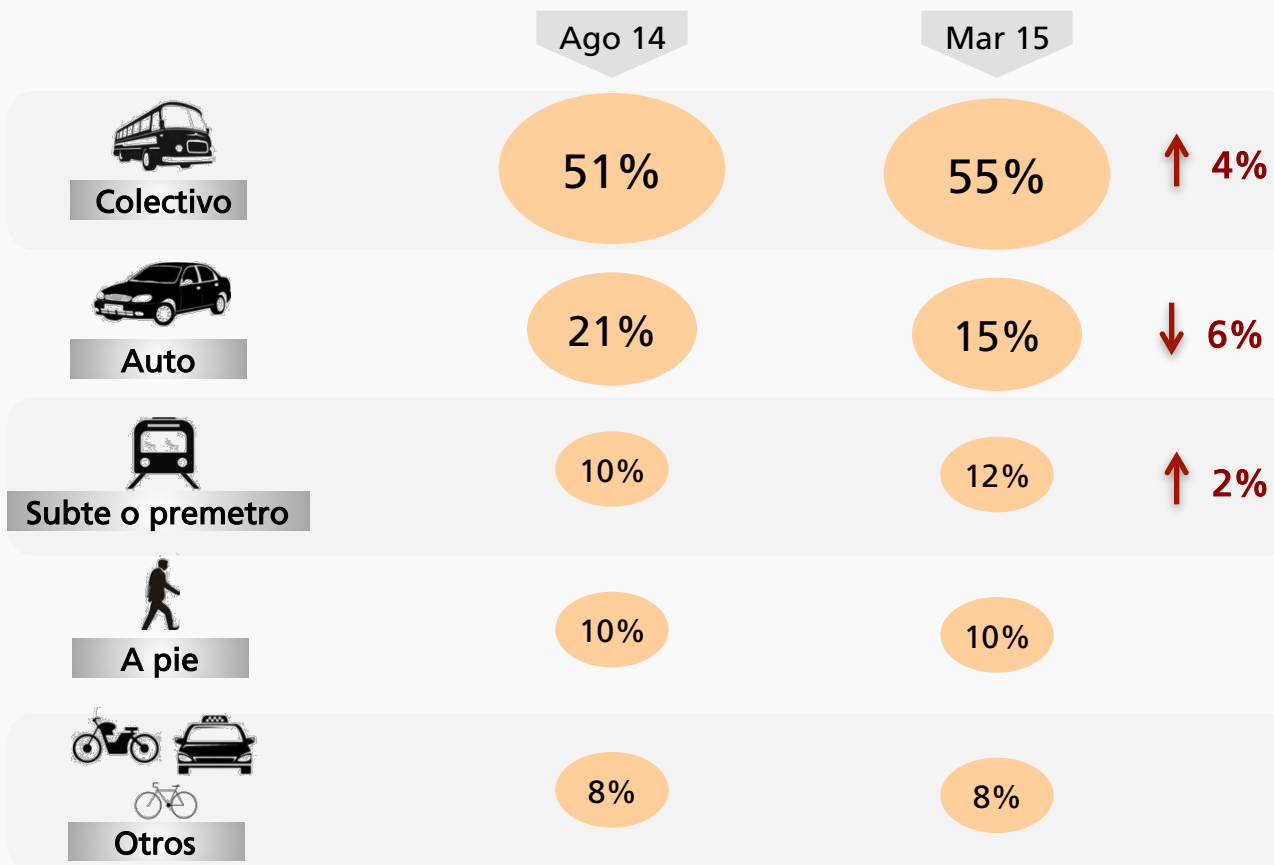 Ago 14
Mar 15
Colectivo
51%
55%
4%
Auto
21%
15%
6%
Subte o premetro
10%
12%
2%
A pie
10%
10%
Otros
8%
8%